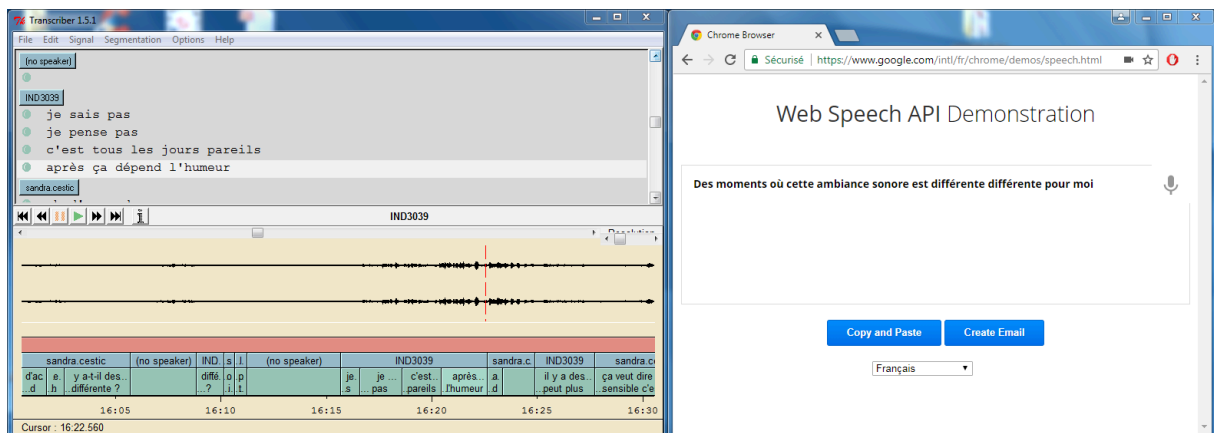 Transcriber 1.5.1
File Edit Signal Segmentation Options Help
(no speaker)
IND3039
je sais pas
je pense pas
c'est tous les jours pareils
après ça dépend l'humeur
sandra.cestic
IND3039
sandra.cestic (no speaker) IND. s. I. (no speaker) IND3039 sandra.c. IND3039 sandra.c
d'ac e. y a-t-il des... diffé. o p je. je ... c'est... après... a. il y a des... ça veut dire
...d .h ...différente ? ...? .i. .t. .s ... pas ...pareils ...l'humeur .d ...peut plus ...sensible c'e
16:05 16:10 16:15 16:20 16:25 16:30
Cursor : 16:22.560
Chrome Browser
Sécurisé https://www.google.com/intl/fr/chrome/demos/speech.html
Web Speech API Demonstration
Des moments où cette ambiance sonore est différente différente pour moi
Copy and Paste Create Email
Français